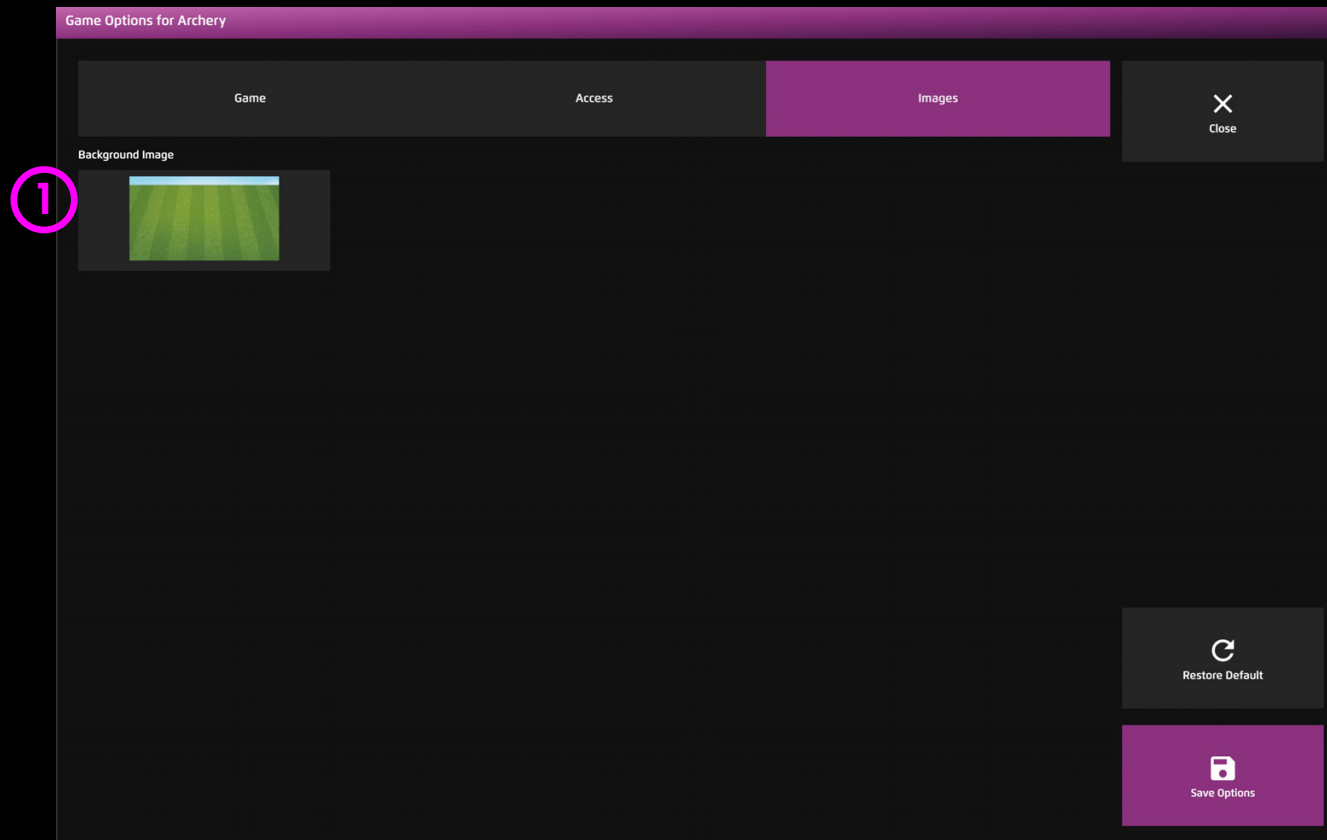 Game Options for Archery
Game
Access
Images
Close
Background Image
1
Restore Default
Save Options